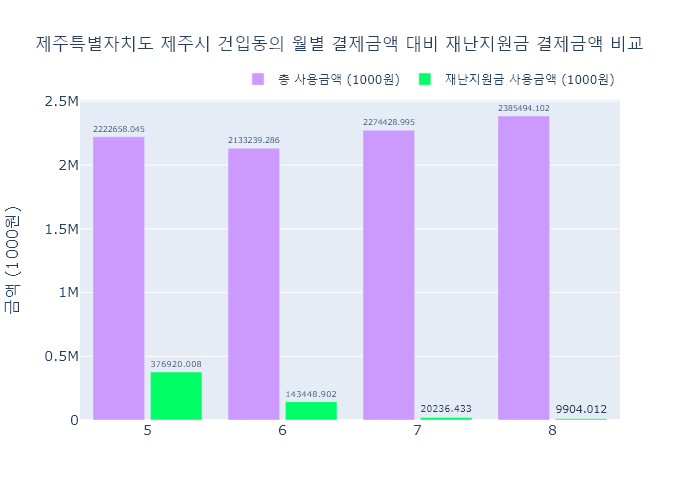 제주특별자치도 제주시 건입동의 월별 결제금액 대비 재난지원금 결제금액 비교
총 사용금액 (1000원)
재난지원금 사용금액 (1000원)
금액 (1000원)
2.5M
2M
1.5M
1M
0.5M
0
2222658.045
376920.008
2133239.286
143448.902
2274428.995
20236.433
2385494.102
9904.012
5
6
7
8